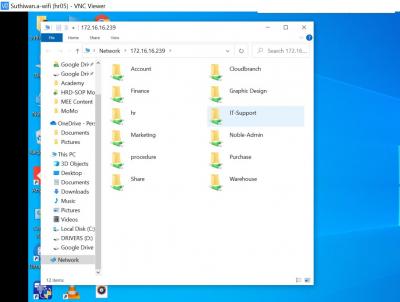 Suthiwan.a-wifi (hr05) - VNC Viewer
172.16.16.239
File
Home
Share
View
Network
172.16.16.239
Search 172.16...
Google Driv
Google Driv
Academy
HRD-SOP Mo
MEE Content
MoMo
OneDrive - Pers
Documents
Pictures
This PC
3D Objects
Desktop
Documents
Downloads
Music
Pictures
Videos
Local Disk (C:)
DRIVERS (D:)
Google Drive
Network
Account
Cloudbranch
Finance
Graphic Design
hr
IT-Support
Marketing
Noble-Admin
procedure
Purchase
Share
Warehouse
12 items